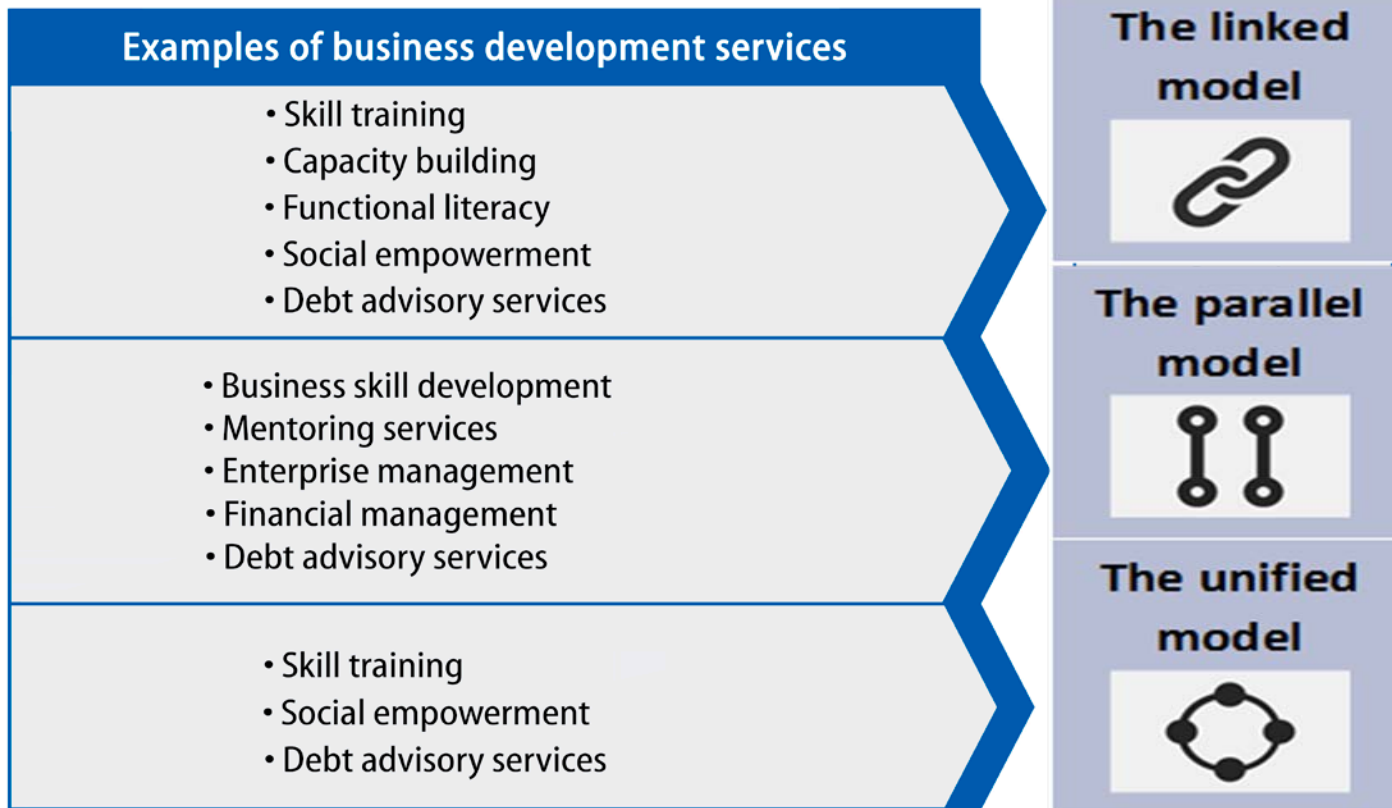 Examples of business development services
• Skill training
• Capacity building
• Functional literacy
• Social empowerment
• Debt advisory services
The linked
model
• Business skill development
• Mentoring services
• Enterprise management
• Financial management
• Debt advisory services
The parallel
model
• Skill training
• Social empowerment
• Debt advisory services
The unified
model